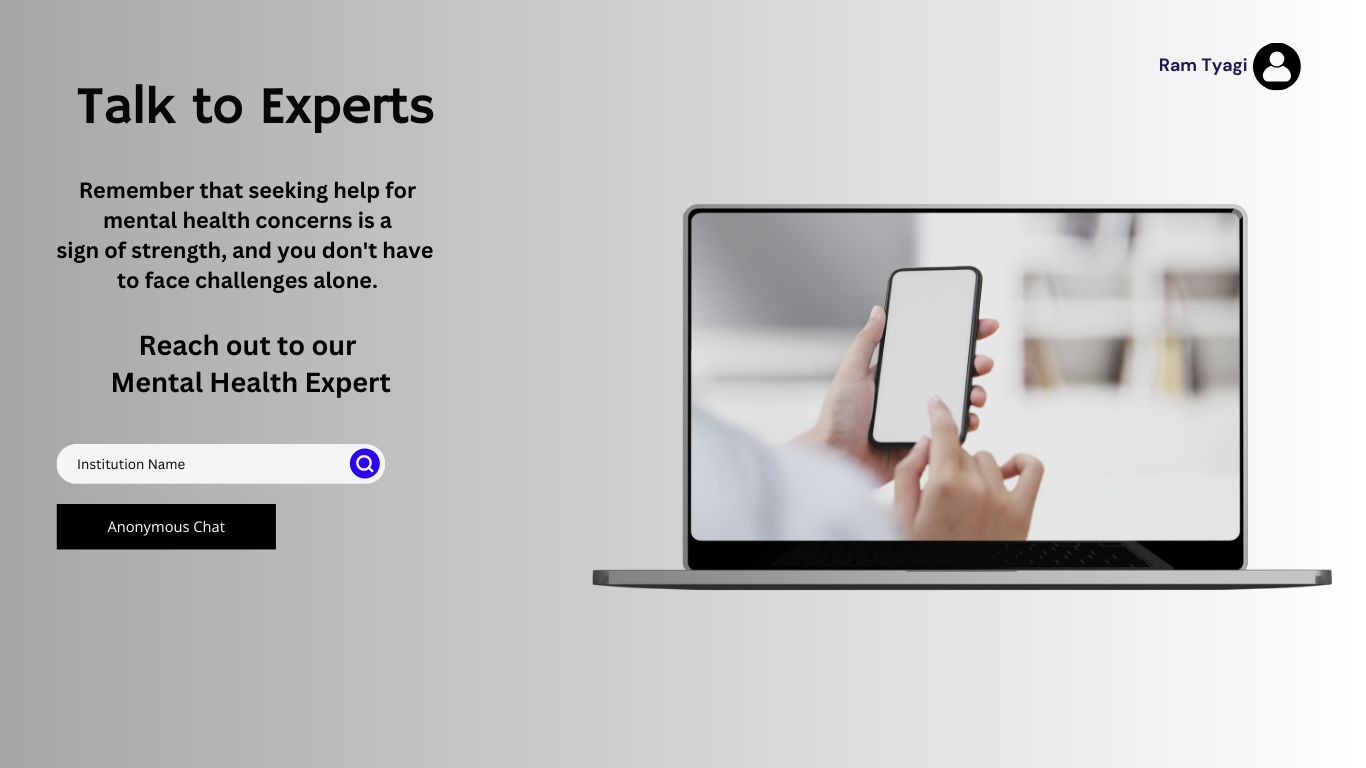 Ram Tyagi
Talk to Experts
Remember that seeking help for
mental health concerns is a
sign of strength, and you don't have
to face challenges alone.
Reach out to our
Mental Health Expert
Institution Name
Anonymous Chat